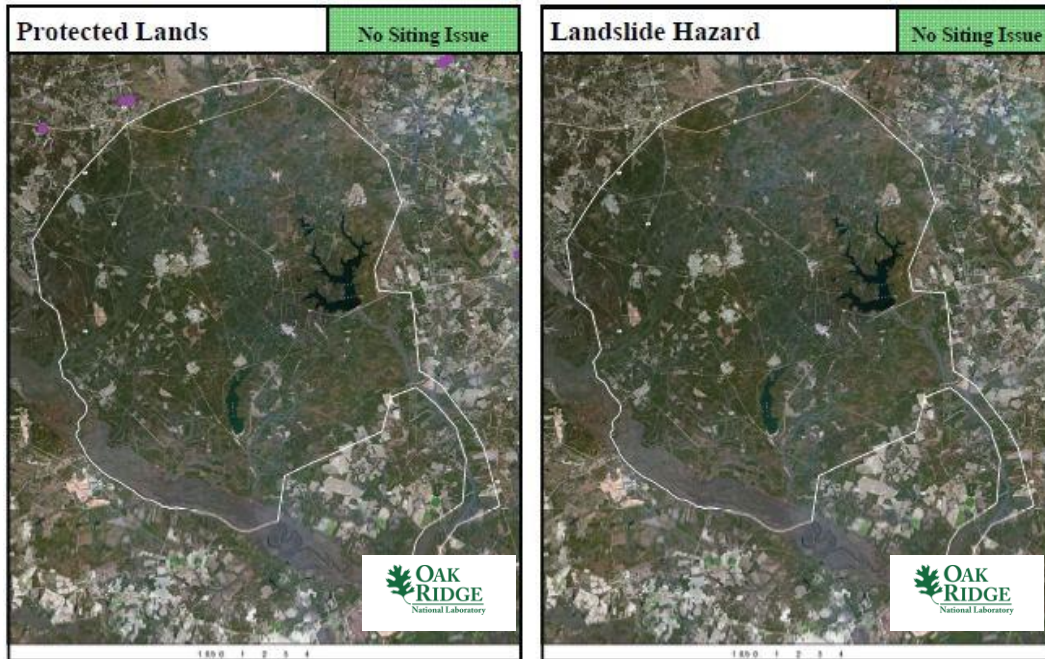 Protected Lands
No Siting Issue
OAK
RIDGE
National Laboratory
Landslide Hazard
No Siting Issue
OAK
RIDGE
National Laboratory